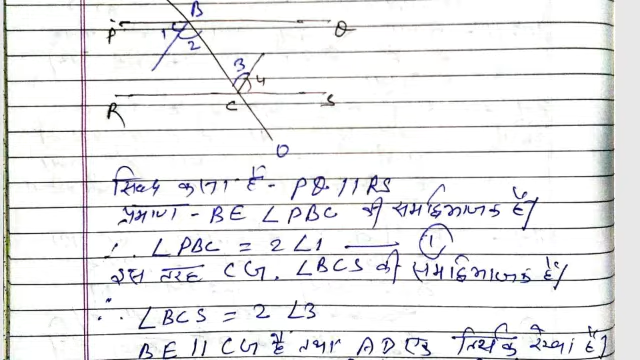 B
P
1
2
Q
3
4
R
C
S
D
सिद्ध करना है - PQ || RS
प्रमाण - BE ∠PBC की समद्विभाजक है।
∴ ∠PBC = 2∠1 —— ①
इस तरह CG, ∠BCS की समद्विभाजक है।
∴ ∠BCS = 2 ∠3
BE || CG है तथा AD एक तिर्यक रेखा है।